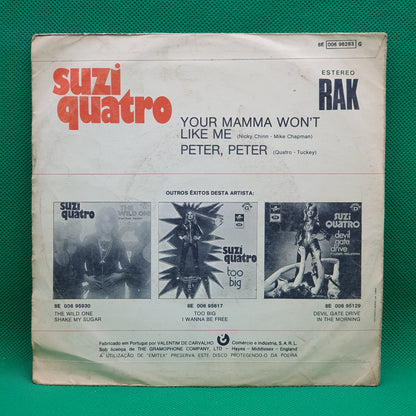 8E 006 96293 G
ESTEREO
RAK
suzi
quatro
YOUR MAMMA WON'T
LIKE ME (Nicky Chinn - Mike Chapman)
PETER, PETER (Quatro - Tuckey)
OUTROS ÊXITOS DESTA ARTISTA:
suzi
quatro
THE WILD
ONE
suzi
quatro
too
big
SUZI
QUATRO
devil
gate
drive
8E 006 95930
THE WILD ONE
SHAKE MY SUGAR
8E 006 95617
TOO BIG
I WANNA BE FREE
8E 006 95129
DEVIL GATE DRIVE
IN THE MORNING
Fabricado em Portugal por VALENTIM DE CARVALHO
Comércio e indústria, S.A.R.L.
Sob licença de THE GRAMOPHONE COMPANY, LTD - Hayes - Middlesex - England
A UTILIZAÇÃO DE "EMITEX" PRESERVA ESTE DISCO PROTEGENDO-O DA POEIRA